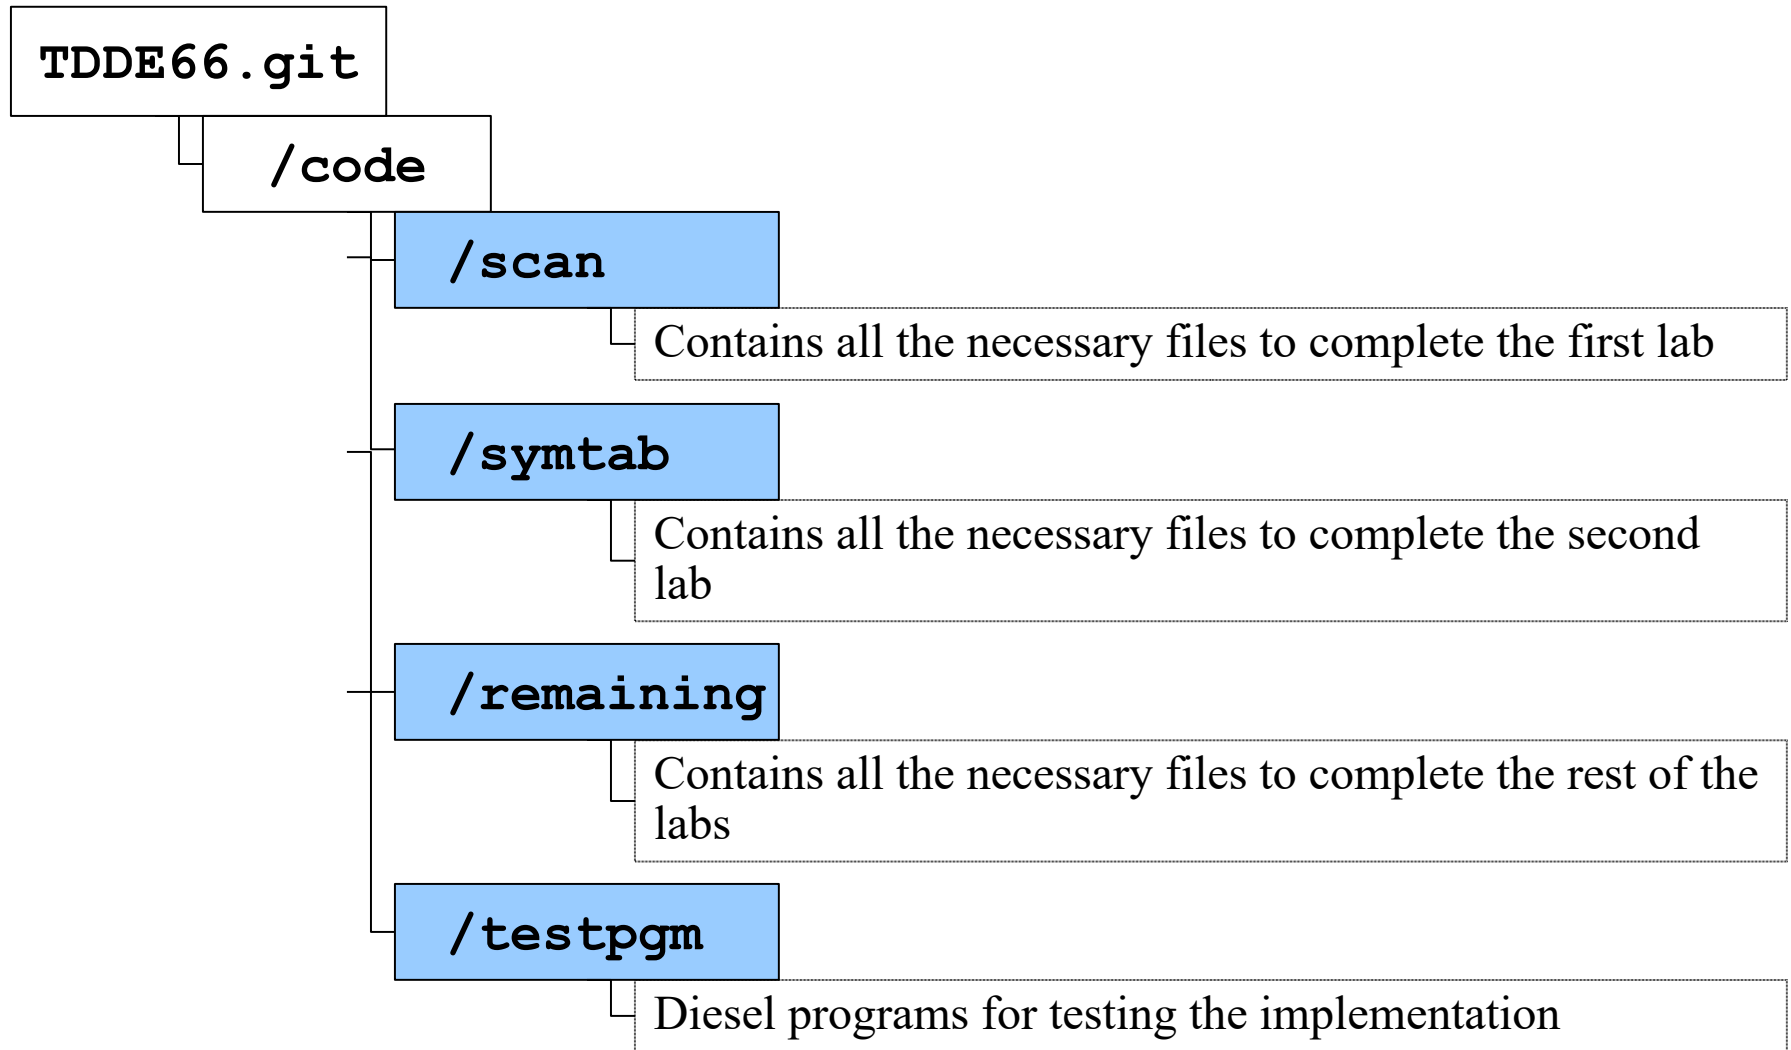 TDDE66.git
/code
/scan
Contains all the necessary files to complete the first lab
/symtab
Contains all the necessary files to complete the second
lab
/remaining
Contains all the necessary files to complete the rest of the
labs
/testpgm
Diesel programs for testing the implementation